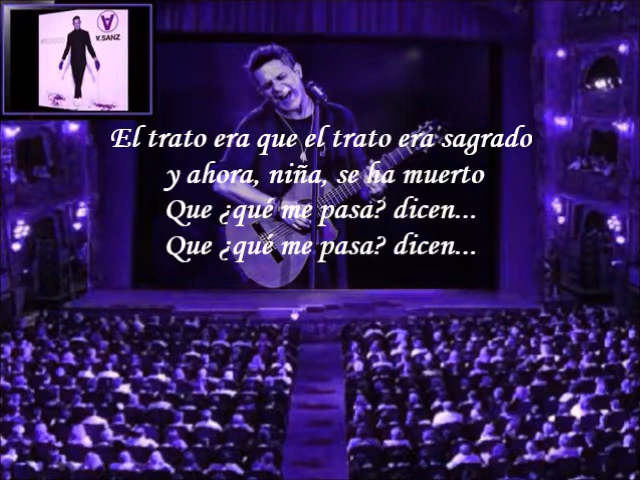 V.SANZ
El trato era que el trato era sagrado
y ahora, niña, se ha muerto
Que ¿qué me pasa? dicen...
Que ¿qué me pasa? dicen...